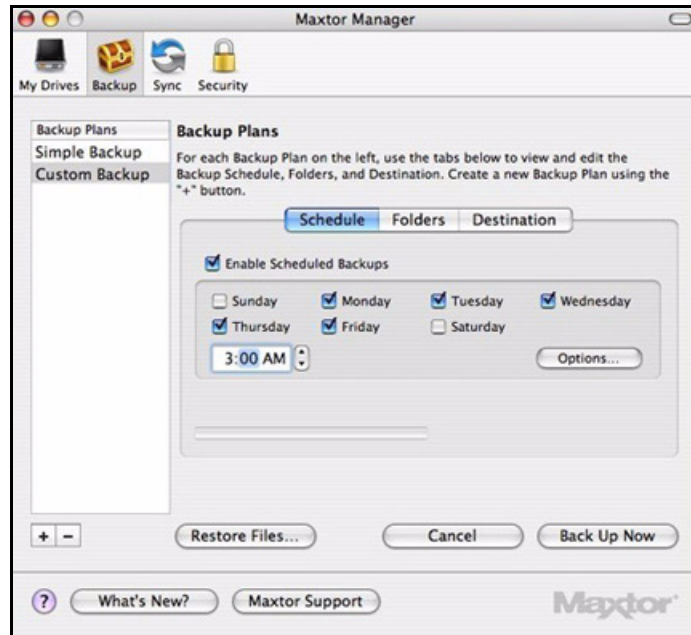 Maxtor Manager
My Drives Backup Sync Security
Backup Plans
Simple Backup
Custom Backup
Backup Plans
For each Backup Plan on the left, use the tabs below to view and edit the
Backup Schedule, Folders, and Destination. Create a new Backup Plan using the
"+" button.
Schedule Folders Destination
Enable Scheduled Backups
Sunday Monday Tuesday Wednesday
Thursday Friday Saturday
3:00 AM Options...
+ - Restore Files... Cancel Back Up Now
? What's New? Maxtor Support Maxtor